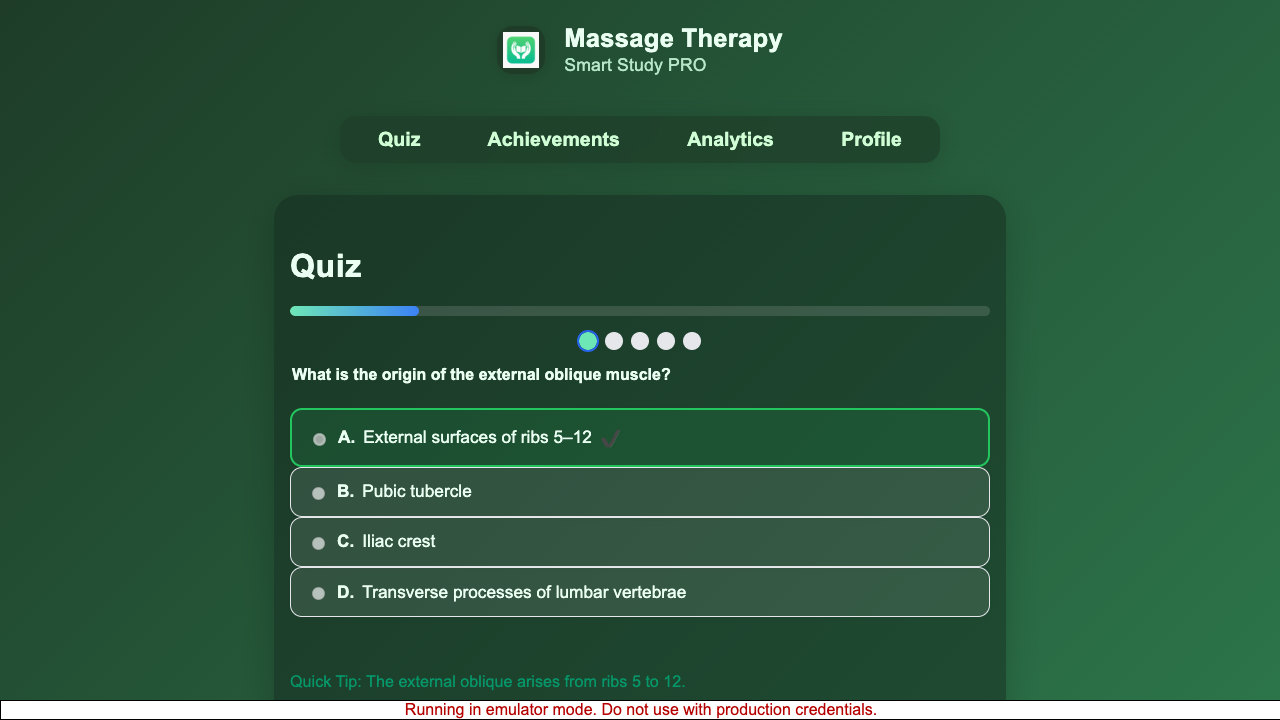 Massage Therapy
Smart Study PRO
Quiz Achievements Analytics Profile
Quiz
What is the origin of the external oblique muscle?
A. External surfaces of ribs 5–12 ✔
B. Pubic tubercle
C. Iliac crest
D. Transverse processes of lumbar vertebrae
Quick Tip: The external oblique arises from ribs 5 to 12.
Running in emulator mode. Do not use with production credentials.